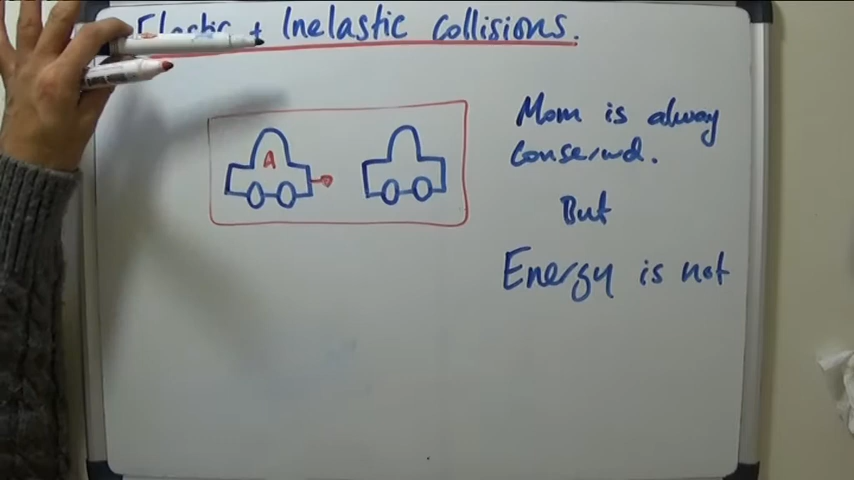 Elastic + Inelastic Collisions.
A
Mom is alway
Conserved.
But
Energy is not